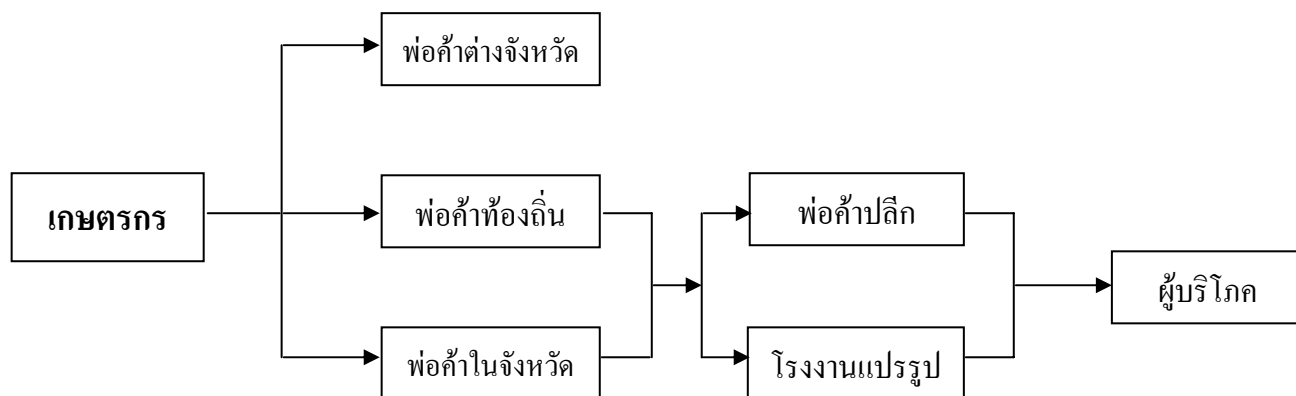 พ่อค้าต่างจังหวัด
เกษตรกร
พ่อค้าท้องถิ่น
พ่อค้าปลีก
ผู้บริโภค
พ่อค้าในจังหวัด
โรงงานแปรรูป